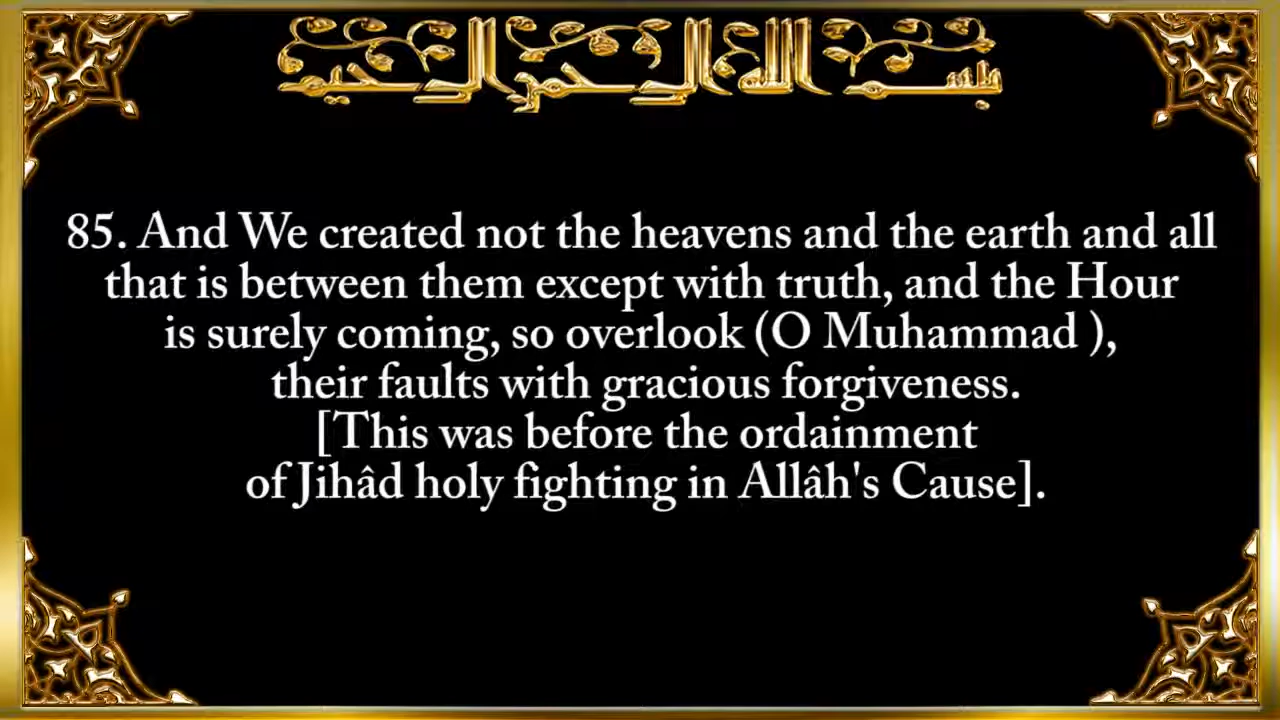 بسم الله الرحمن الرحيم
85. And We created not the heavens and the earth and all
that is between them except with truth, and the Hour
is surely coming, so overlook (O Muhammad ),
their faults with gracious forgiveness.
[This was before the ordainment
of Jihâd holy fighting in Allâh's Cause].